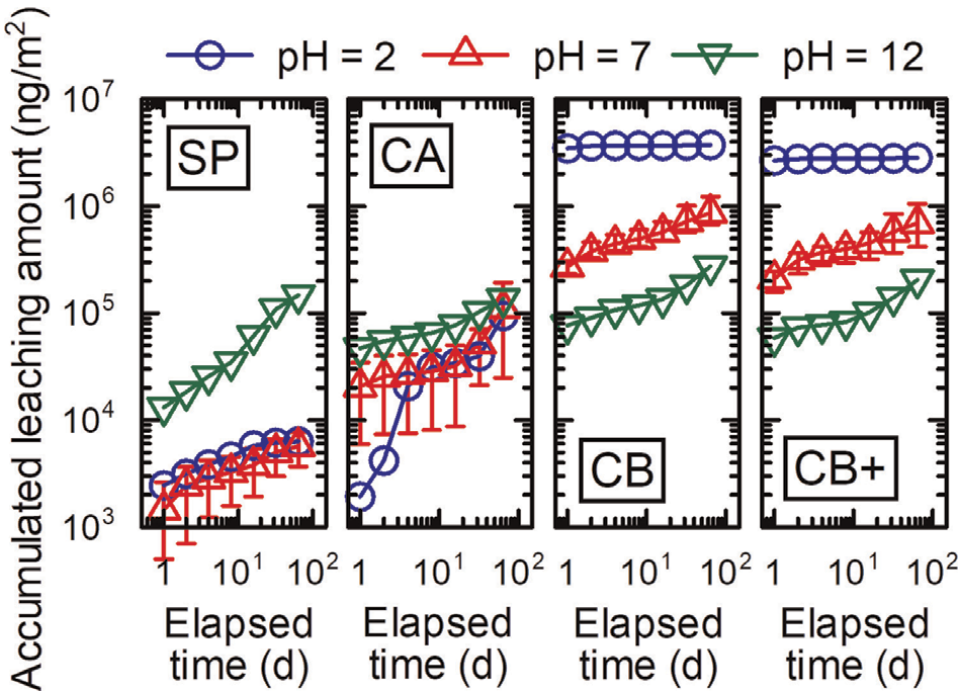 pH = 2 pH = 7 pH = 12
Accumulated leaching amount (ng/m²)
10⁷
10⁶
10⁵
10⁴
10³
SP
CA
CB
CB+
1 10¹ 10² 1 10¹ 10² 1 10¹ 10² 1 10¹ 10²
Elapsed Elapsed Elapsed Elapsed
time (d) time (d) time (d) time (d)